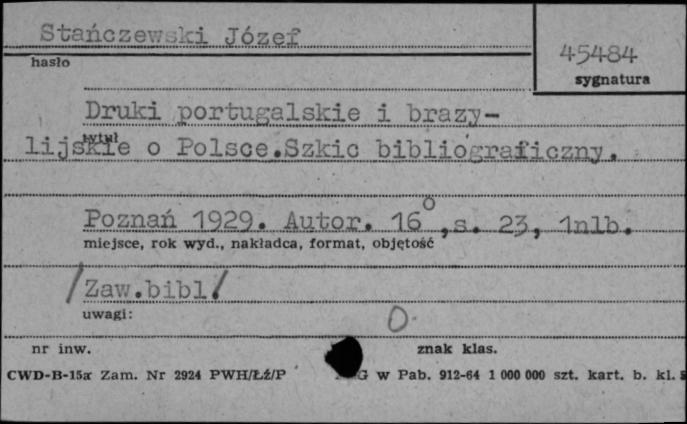 Stańczewski Józef
hasło
45484
sygnatura
Druki portugalskie i brazy-
tytuł
lijskie o Polsce.Szkic bibliograficzny.
Poznań 1929. Autor. 16°,s. 23, 1nlb.
miejsce, rok wyd., nakładca, format, objętość
/Zaw.bibl/
uwagi:
0.
nr inw.
znak klas.
CWD-B-15a Zam. Nr 2924 PWH/Łź/P
G w Pab. 912-64 1 000 000 szt. kart. b. kl.